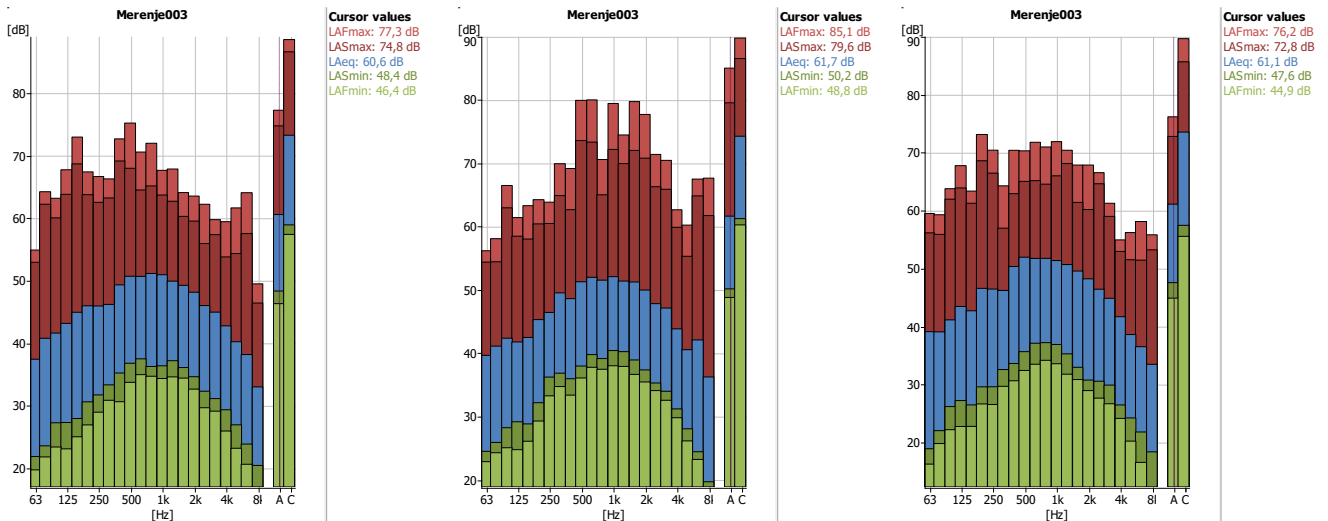 Merenje003
[dB]
80
70
60
50
40
30
20
63 125 250 500 1k 2k 4k 8l A C
[Hz]
Cursor values
LAFmax: 77,3 dB
LASmax: 74,8 dB
LAeq: 60,6 dB
LASmin: 48,4 dB
LAFmin: 46,4 dB
Merenje003
[dB]
90
80
70
60
50
40
30
20
63 125 250 500 1k 2k 4k 8l A C
[Hz]
Cursor values
LAFmax: 85,1 dB
LASmax: 79,6 dB
LAeq: 61,7 dB
LASmin: 50,2 dB
LAFmin: 48,8 dB
Merenje003
[dB]
90
80
70
60
50
40
30
20
63 125 250 500 1k 2k 4k 8l A C
[Hz]
Cursor values
LAFmax: 76,2 dB
LASmax: 72,8 dB
LAeq: 61,1 dB
LASmin: 47,6 dB
LAFmin: 44,9 dB